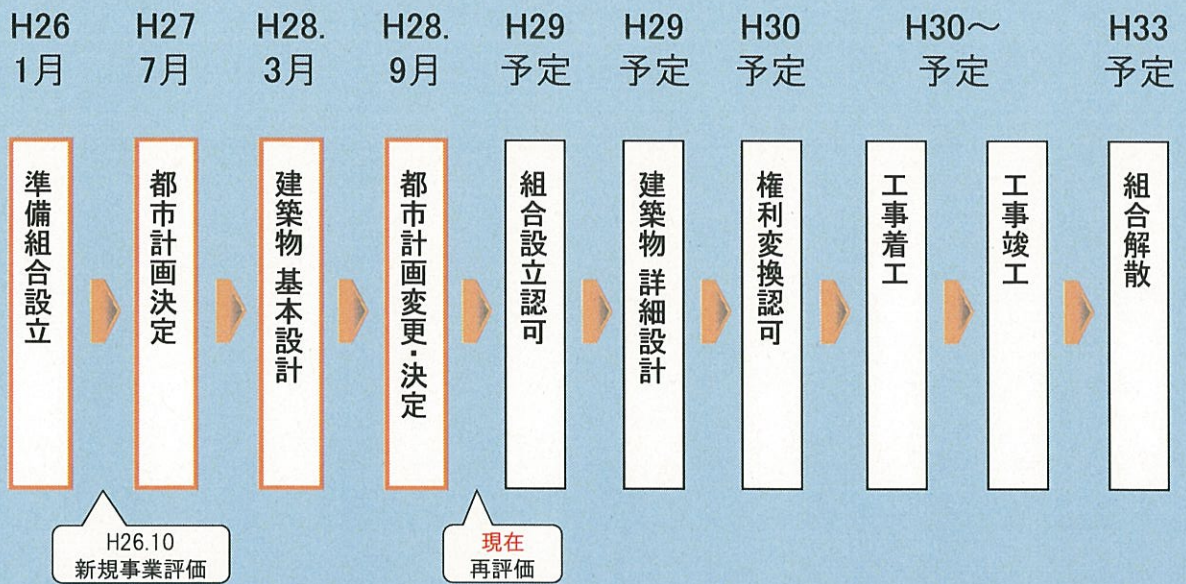 H26
1月
H27
7月
H28.
3月
H28.
9月
H29
予定
H29
予定
H30
予定
H30～
予定
H33
予定
準備組合設立
都市計画決定
建築物 基本設計
都市計画変更・決定
組合設立認可
建築物 詳細設計
権利変換認可
工事着工
工事竣工
組合解散
H26.10
新規事業評価
現在
再評価